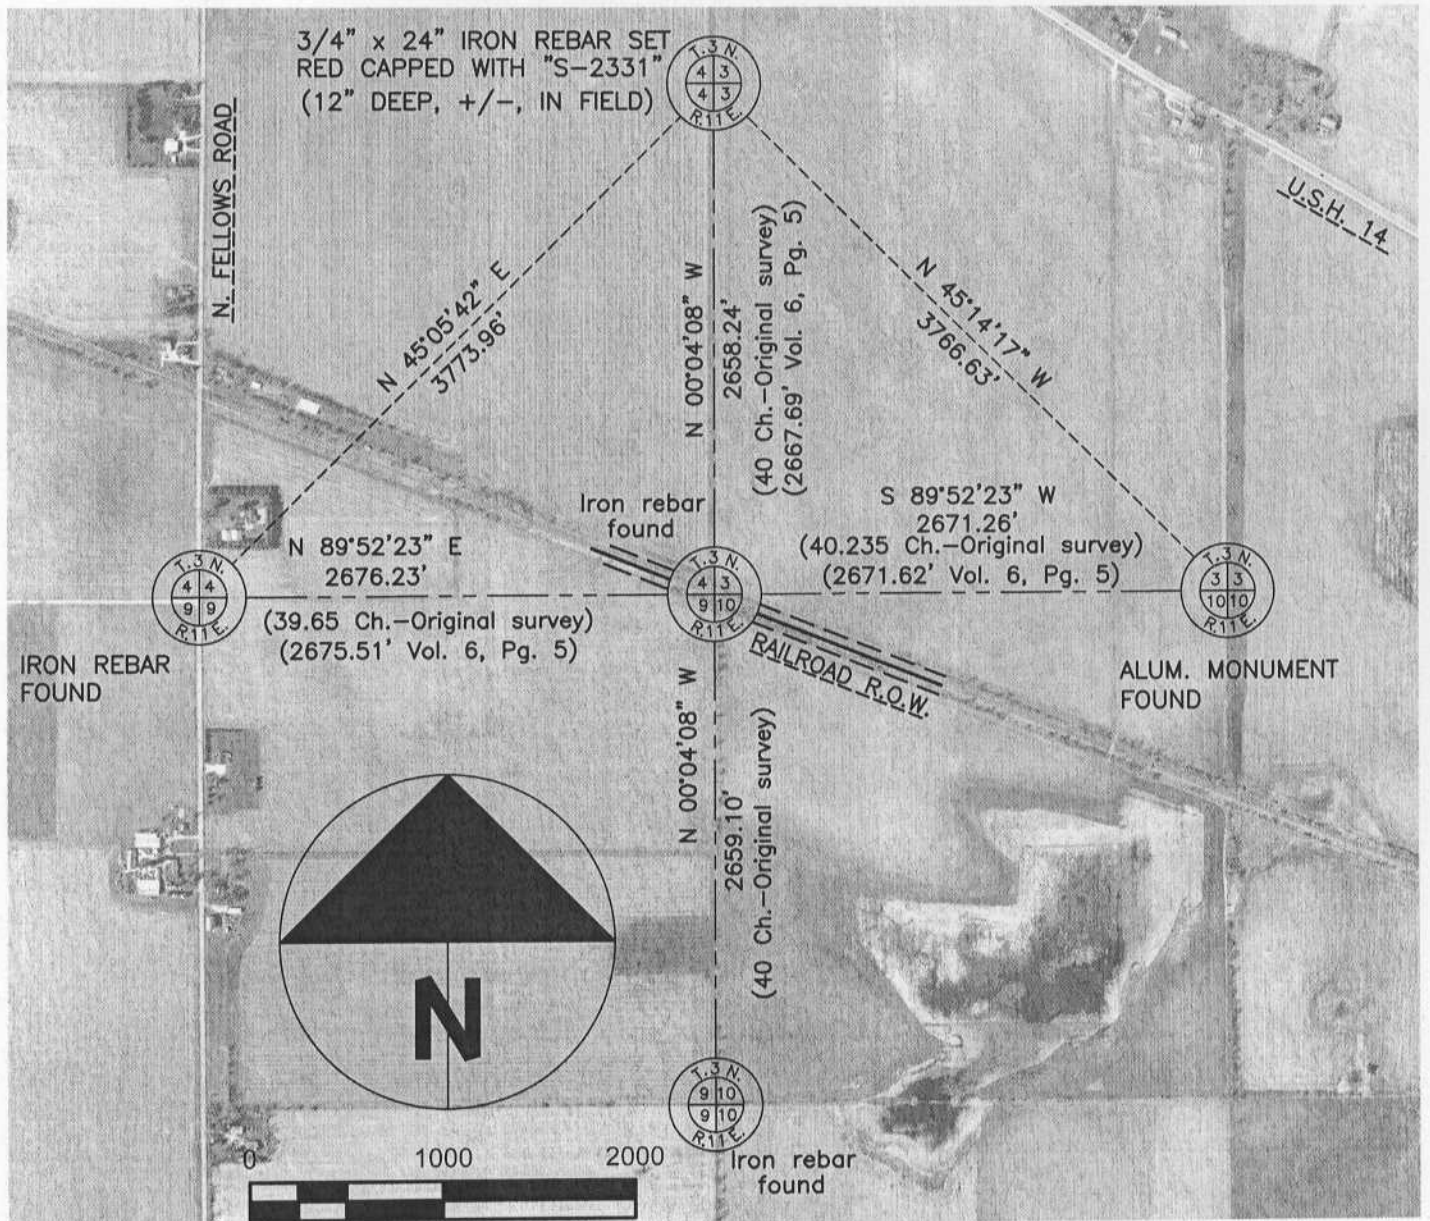 3/4" x 24" IRON REBAR SET
RED CAPPED WITH "S-2331"
(12" DEEP, +/-, IN FIELD)
T.3 N.
4 3
4 3
R.11 E.
N. FELLOWS ROAD
U.S.H. 14
N 45°05'42" E
3773.96'
N 00°04'08" W
2658.24'
(40 Ch.-Original survey)
(2667.69' Vol. 6, Pg. 5)
N 45°14'17" W
3766.63'
Iron rebar
found
N 89°52'23" E
2676.23'
(39.65 Ch.-Original survey)
(2675.51' Vol. 6, Pg. 5)
S 89°52'23" W
2671.26'
(40.235 Ch.-Original survey)
(2671.62' Vol. 6, Pg. 5)
T.3 N.
4 4
9 9
R.11 E.
T.3 N.
4 3
9 10
R.11 E.
T.3 N.
3 3
10 10
R.11 E.
IRON REBAR
FOUND
RAILROAD R.O.W.
ALUM. MONUMENT
FOUND
N 00°04'08" W
2659.10'
(40 Ch.-Original survey)
N
T.3 N.
9 10
9 10
R.11 E.
Iron rebar
found
0 1000 2000